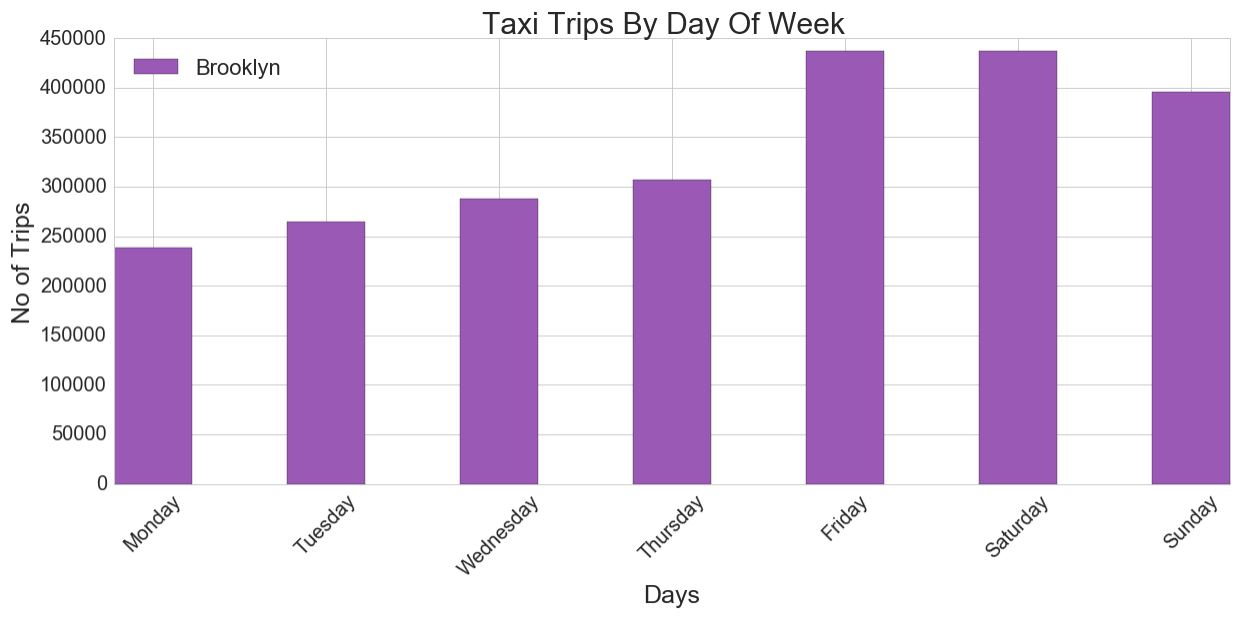 Taxi Trips By Day Of Week
Brooklyn
450000
400000
350000
300000
250000
200000
150000
100000
50000
0
No of Trips
Monday
Tuesday
Wednesday
Thursday
Friday
Saturday
Sunday
Days